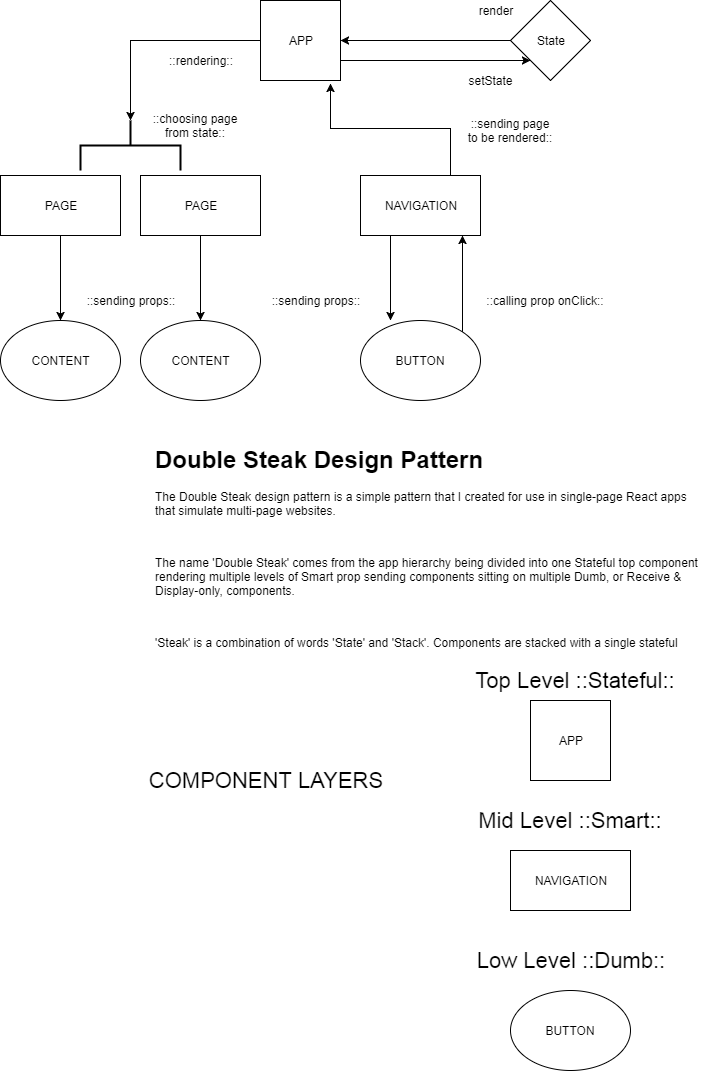 render
APP
State
::rendering::
setState
::choosing page
from state::
::sending page
to be rendered::
PAGE
PAGE
NAVIGATION
::sending props::
::sending props::
::calling prop onClick::
CONTENT
CONTENT
BUTTON
Double Steak Design Pattern
The Double Steak design pattern is a simple pattern that I created for use in single-page React apps
that simulate multi-page websites.
The name 'Double Steak' comes from the app hierarchy being divided into one Stateful top component
rendering multiple levels of Smart prop sending components sitting on multiple Dumb, or Receive &
Display-only, components.
'Steak' is a combination of words 'State' and 'Stack'. Components are stacked with a single stateful
Top Level ::Stateful::
APP
COMPONENT LAYERS
Mid Level ::Smart::
NAVIGATION
Low Level ::Dumb::
BUTTON